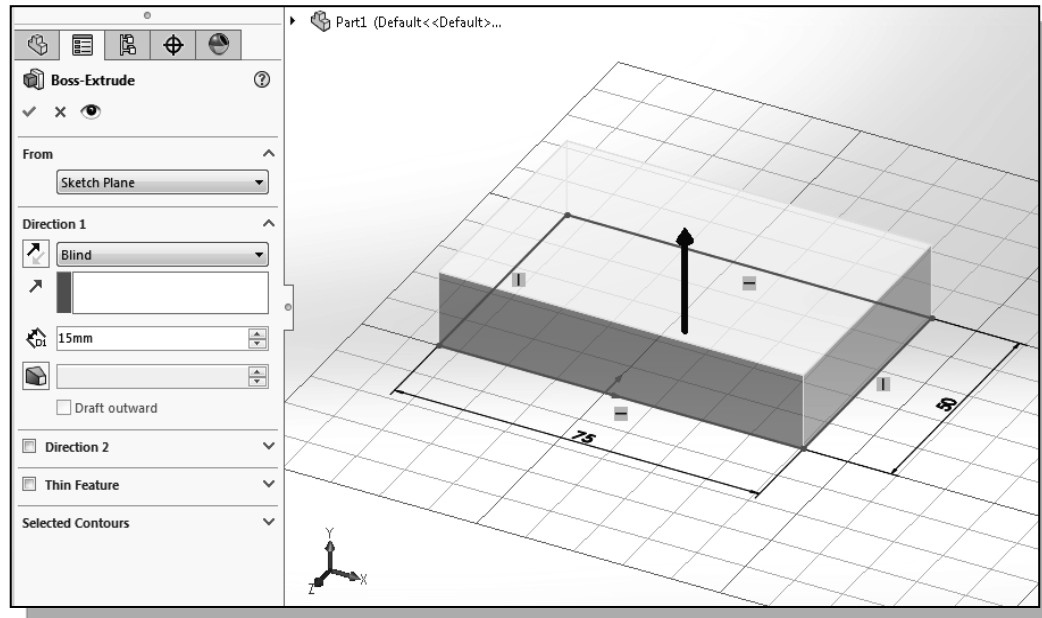 Part1 (Default<<Default>...
Boss-Extrude
?
From
Sketch Plane
Direction 1
Blind
D1
15mm
Draft outward
Direction 2
Thin Feature
Selected Contours
75
50
Y
X
Z